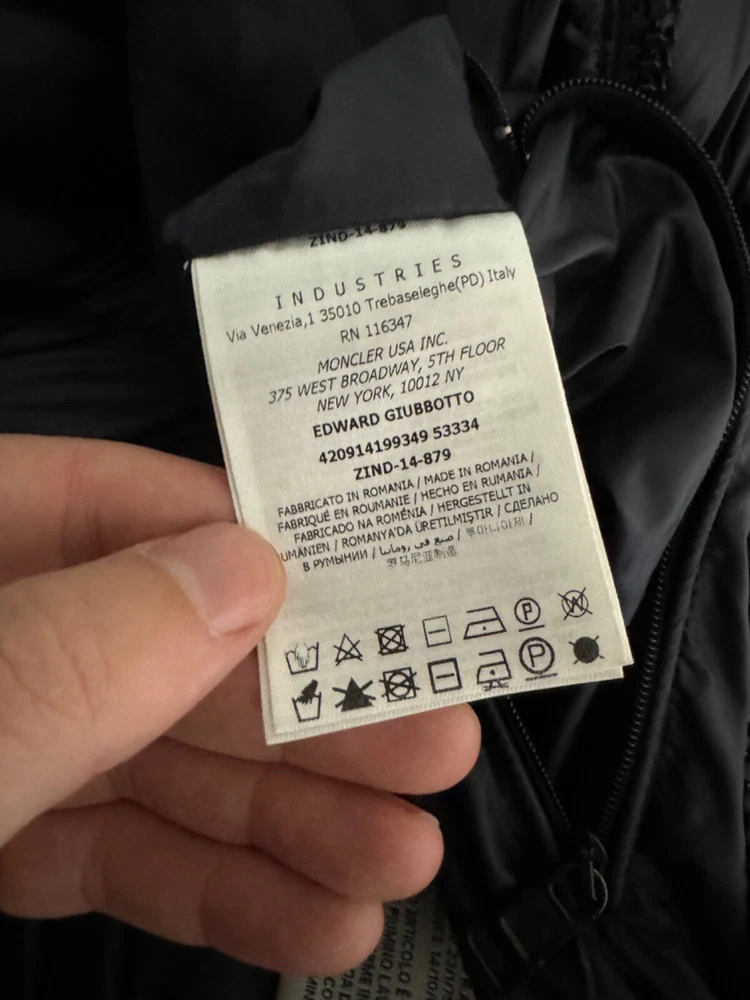 ZIND-14-879
INDUSTRIES
Via Venezia,1 35010 Trebaseleghe(PD) Italy
RN 116347
MONCLER USA INC.
375 WEST BROADWAY, 5TH FLOOR
NEW YORK, 10012 NY
EDWARD GIUBBOTTO
420914199349 53334
ZIND-14-879
FABBRICATO IN ROMANIA / MADE IN ROMANIA /
FABRIQUÉ EN ROUMANIE / HECHO EN RUMANIA /
FABRICADO NA ROMÉNIA / HERGESTELLT IN
UMÄNIEN / ROMANYA'DA ÜRETILMIŞTIR / СДЕЛАНО
В РУМЫНИИ / صنع في رومانيا / 루마니아제 /
罗马尼亚制造
P
W
P
ARTICOLO È